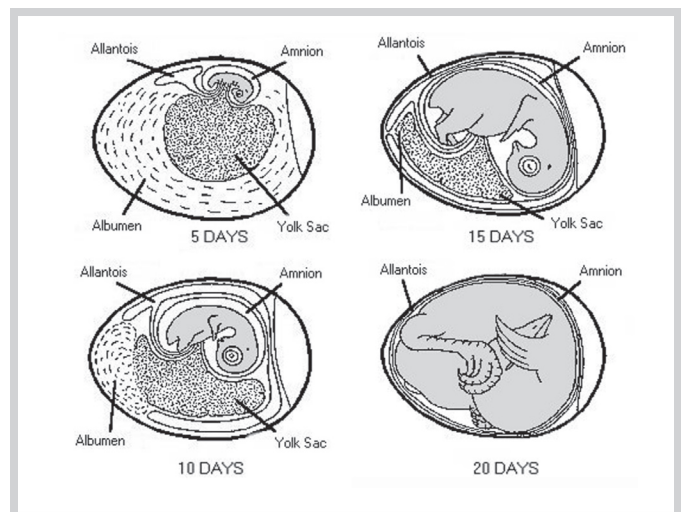 Allantois
Amnion
Albumen
Yolk Sac
5 DAYS
Allantois
Amnion
Albumen
Yolk Sac
15 DAYS
Allantois
Amnion
Albumen
Yolk Sac
10 DAYS
Allantois
Amnion
20 DAYS